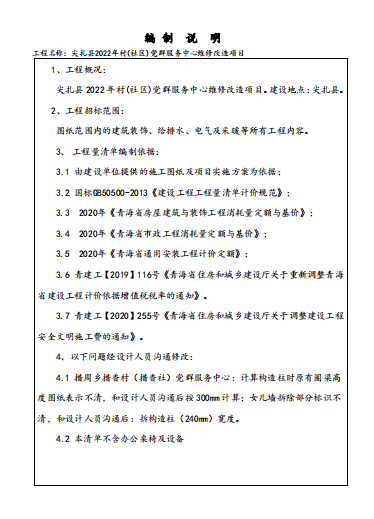 编 制 说 明
工程名称：尖扎县2022年村(社区)党群服务中心维修改造项目
1、工程概况：
尖扎县 2022 年村(社区)党群服务中心维修改造项目。建设地点：尖扎县。
2、工程招标范围：
图纸范围内的建筑装饰、给排水、电气及采暖等所有工程内容。
3、 工程量清单编制依据：
3.1 由建设单位提供的施工图纸及项目实施方案为依据；
3.2 国标GB50500-2013《建设工程工程量清单计价规范》；
3.3 2020年《青海省房屋建筑与装饰工程消耗量定额与基价》；
3.4 2020年《青海省市政工程消耗量定额与基价》；
3.5 2020年《青海省通用安装工程计价定额》；
3.6 青建工【2019】116号《青海省住房和城乡建设厅关于重新调整青海
省建设工程计价依据增值税税率的通知》。
3.7 青建工【2020】255号《青海省住房和城乡建设厅关于调整建设工程
安全文明施工费的通知》。
4、以下问题经设计人员沟通修改：
4.1 措周乡措香村（措香社）党群服务中心：计算构造柱时原有圈梁高
度图纸表示不清，和设计人员沟通后按300mm计算；女儿墙拆除部分标识不
清，和设计人员沟通后：拆构造柱（240mm）宽度。
4.2 本清单不含办公桌椅及设备